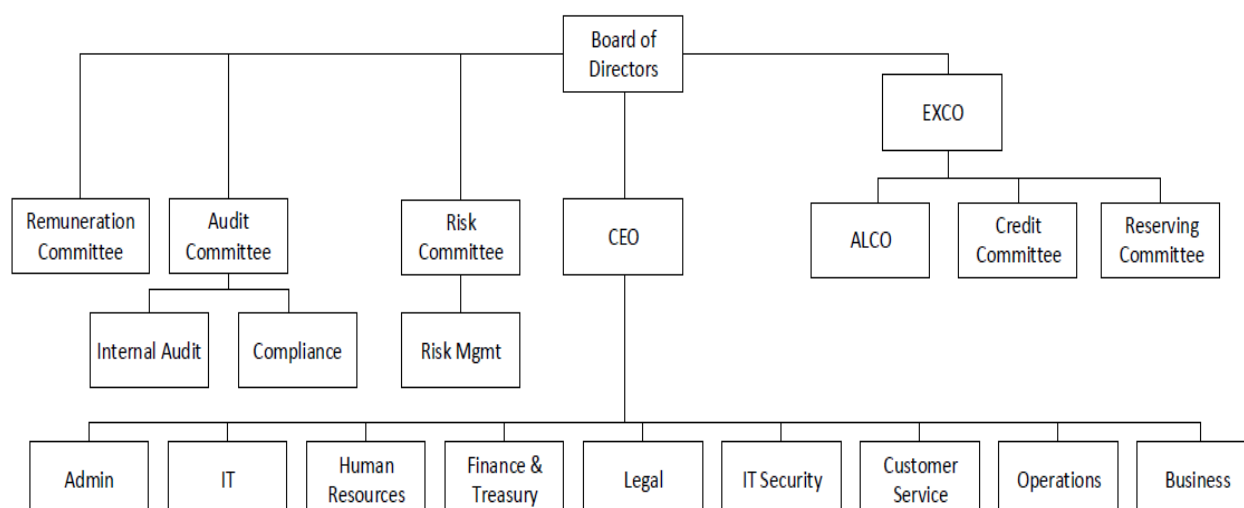 Board of
Directors
EXCO
Remuneration
Committee
Audit
Committee
Risk
Committee
CEO
ALCO
Credit
Committee
Reserving
Committee
Internal Audit
Compliance
Risk Mgmt
Admin
IT
Human
Resources
Finance &
Treasury
Legal
IT Security
Customer
Service
Operations
Business